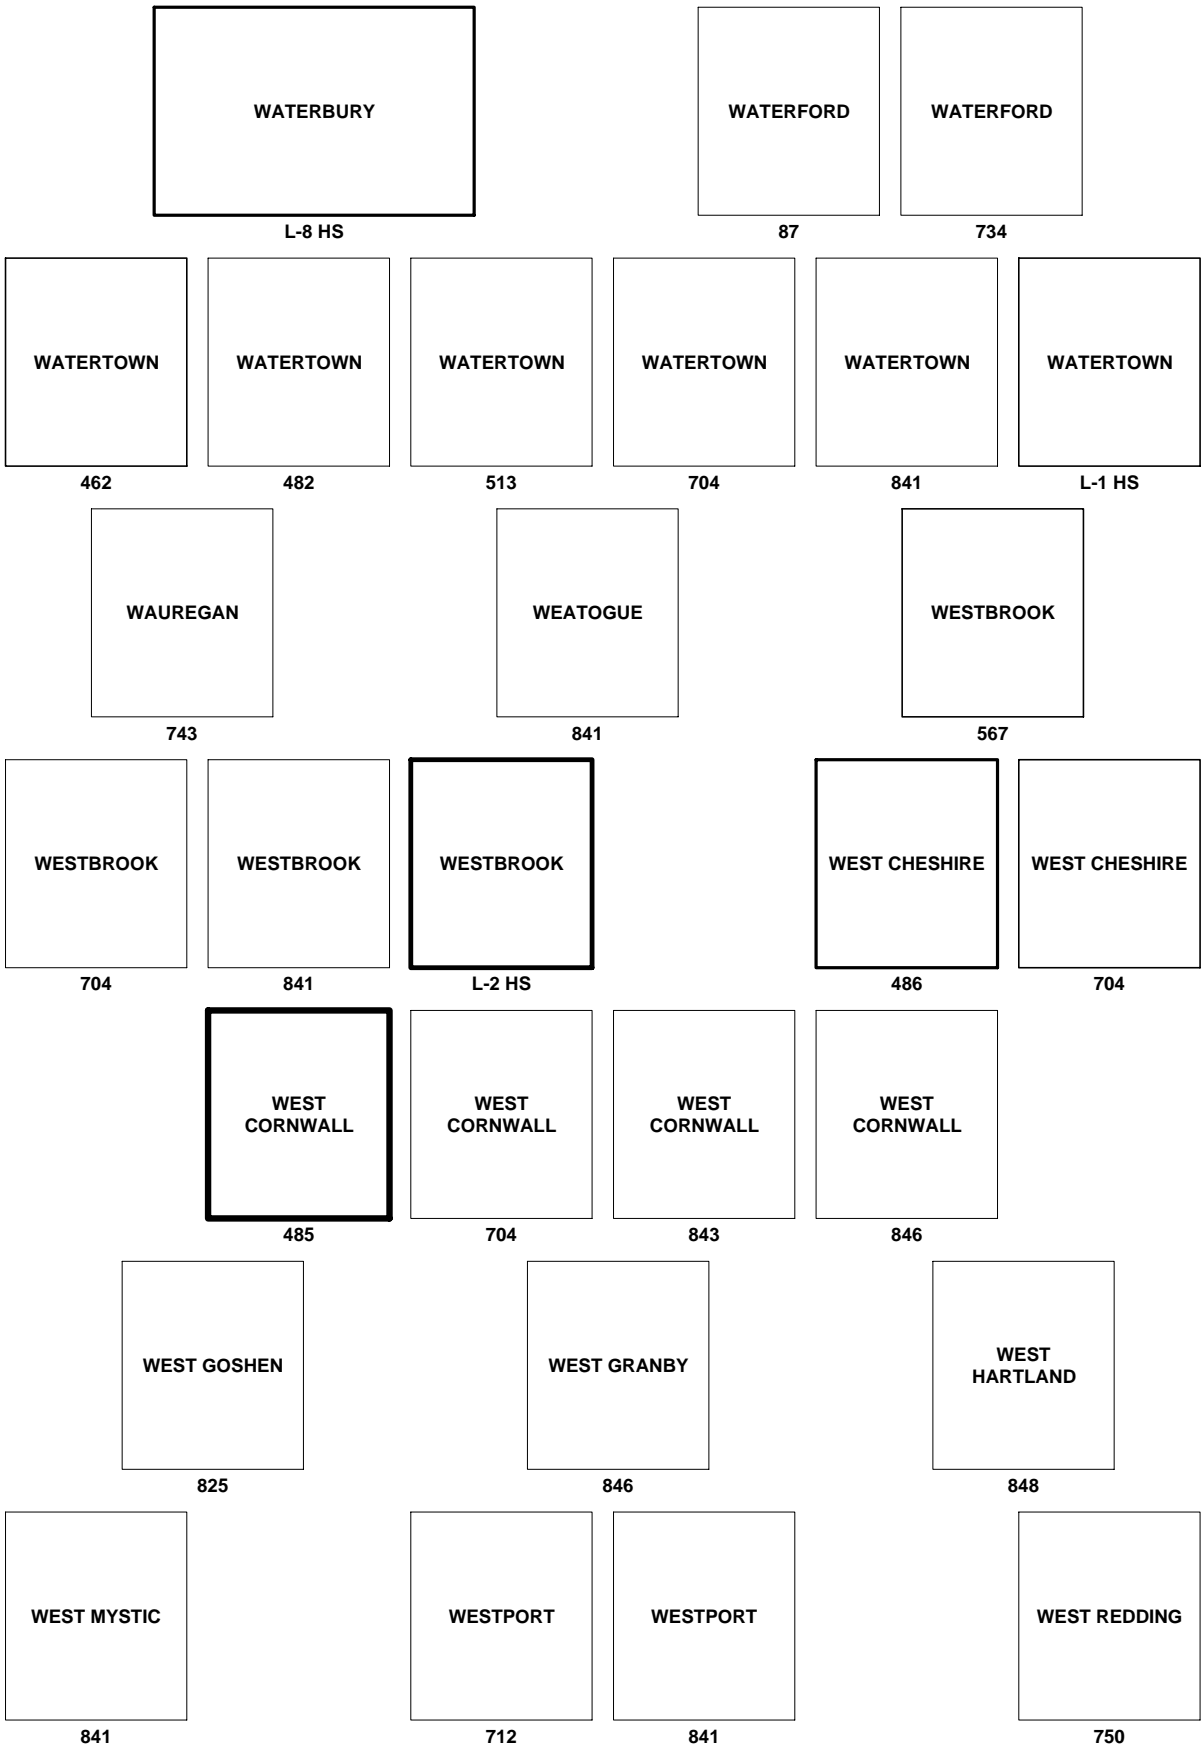 WATERBURY
WATERFORD
WATERFORD
L-8 HS
87
734
WATERTOWN
WATERTOWN
WATERTOWN
WATERTOWN
WATERTOWN
WATERTOWN
462
482
513
704
841
L-1 HS
WAUREGAN
WEATOGUE
WESTBROOK
743
841
567
WESTBROOK
WESTBROOK
WESTBROOK
WEST CHESHIRE
WEST CHESHIRE
704
841
L-2 HS
486
704
WEST
CORNWALL
WEST
CORNWALL
WEST
CORNWALL
WEST
CORNWALL
485
704
843
846
WEST GOSHEN
WEST GRANBY
WEST
HARTLAND
825
846
848
WEST MYSTIC
WESTPORT
WESTPORT
WEST REDDING
841
712
841
750